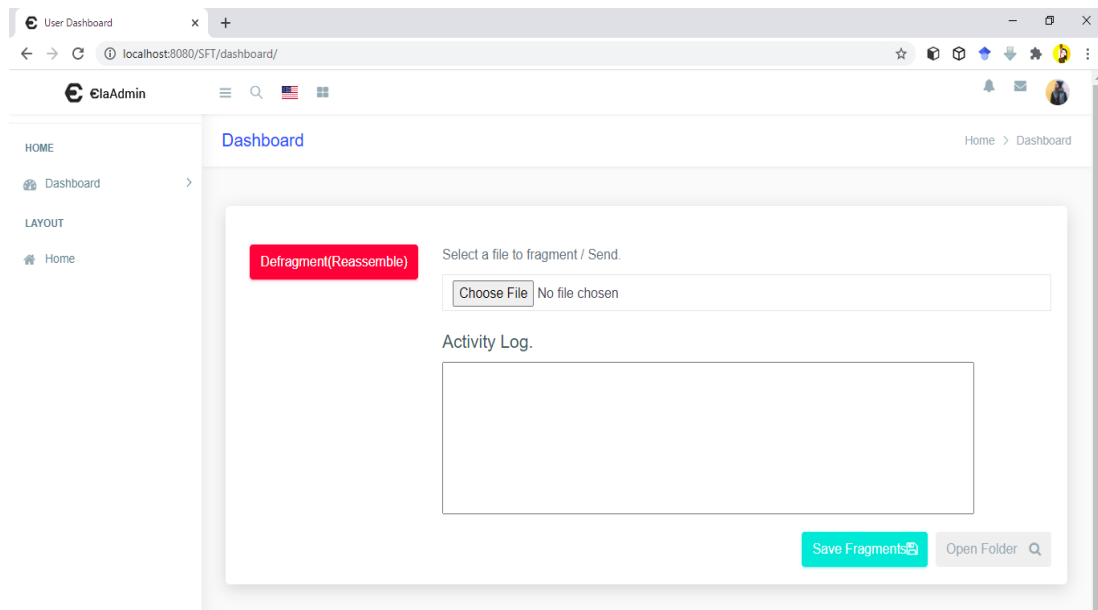 User Dashboard
localhost:8080/SFT/dashboard/
ElaAdmin
HOME
Dashboard
LAYOUT
Home
Dashboard
Home > Dashboard
Defragment(Reassemble)
Select a file to fragment / Send.
Choose File No file chosen
Activity Log.
Save Fragments
Open Folder